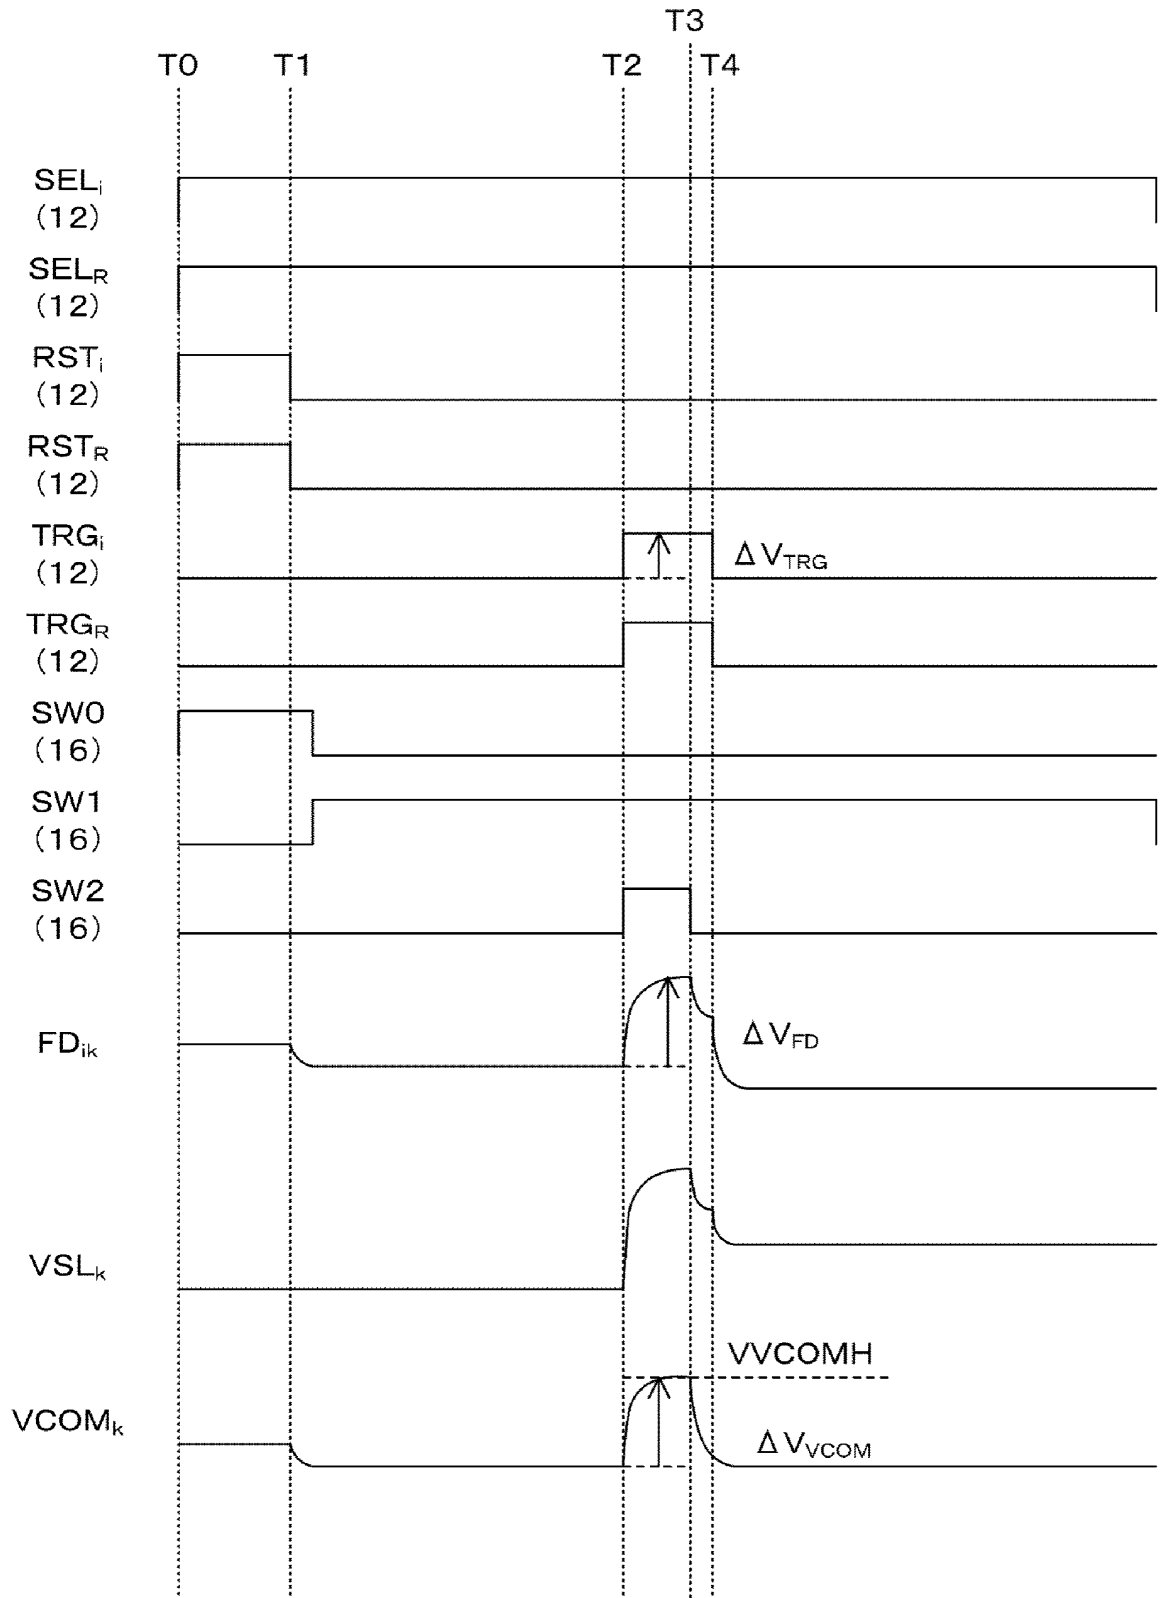 T3
T0 T1 T2 T4
SELi
(12)
SELR
(12)
RSTi
(12)
RSTR
(12)
TRGi
(12)
ΔVTRG
TRGR
(12)
SW0
(16)
SW1
(16)
SW2
(16)
FDik
ΔVFD
VSLk
VVCOMH
VCOMk
ΔVVCOM